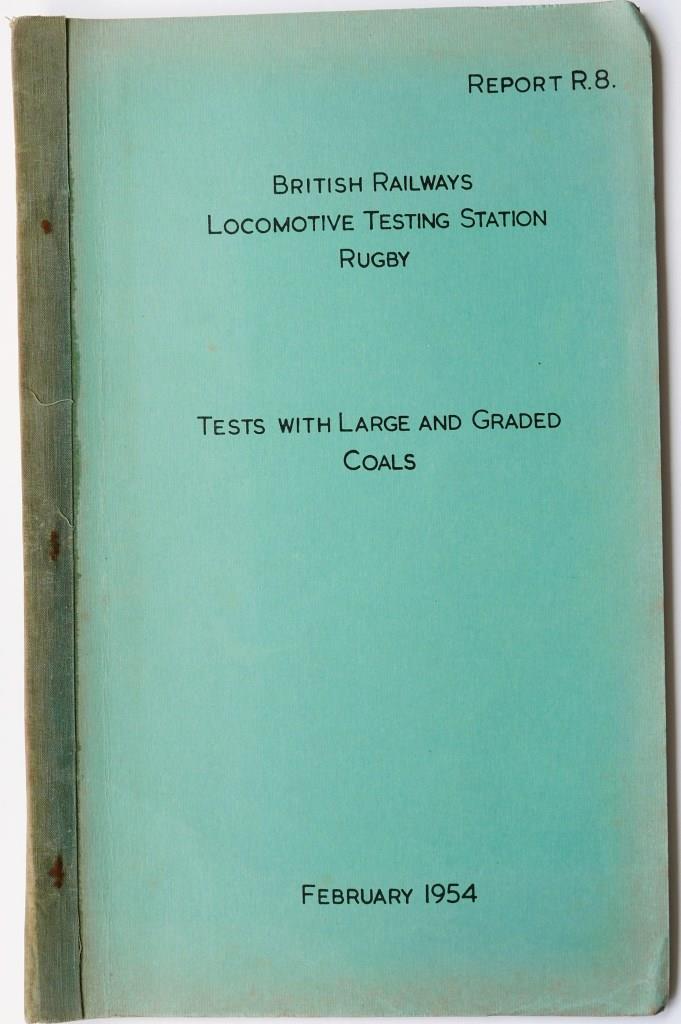 REPORT R.8.
BRITISH RAILWAYS
LOCOMOTIVE TESTING STATION
RUGBY
TESTS WITH LARGE AND GRADED
COALS
FEBRUARY 1954